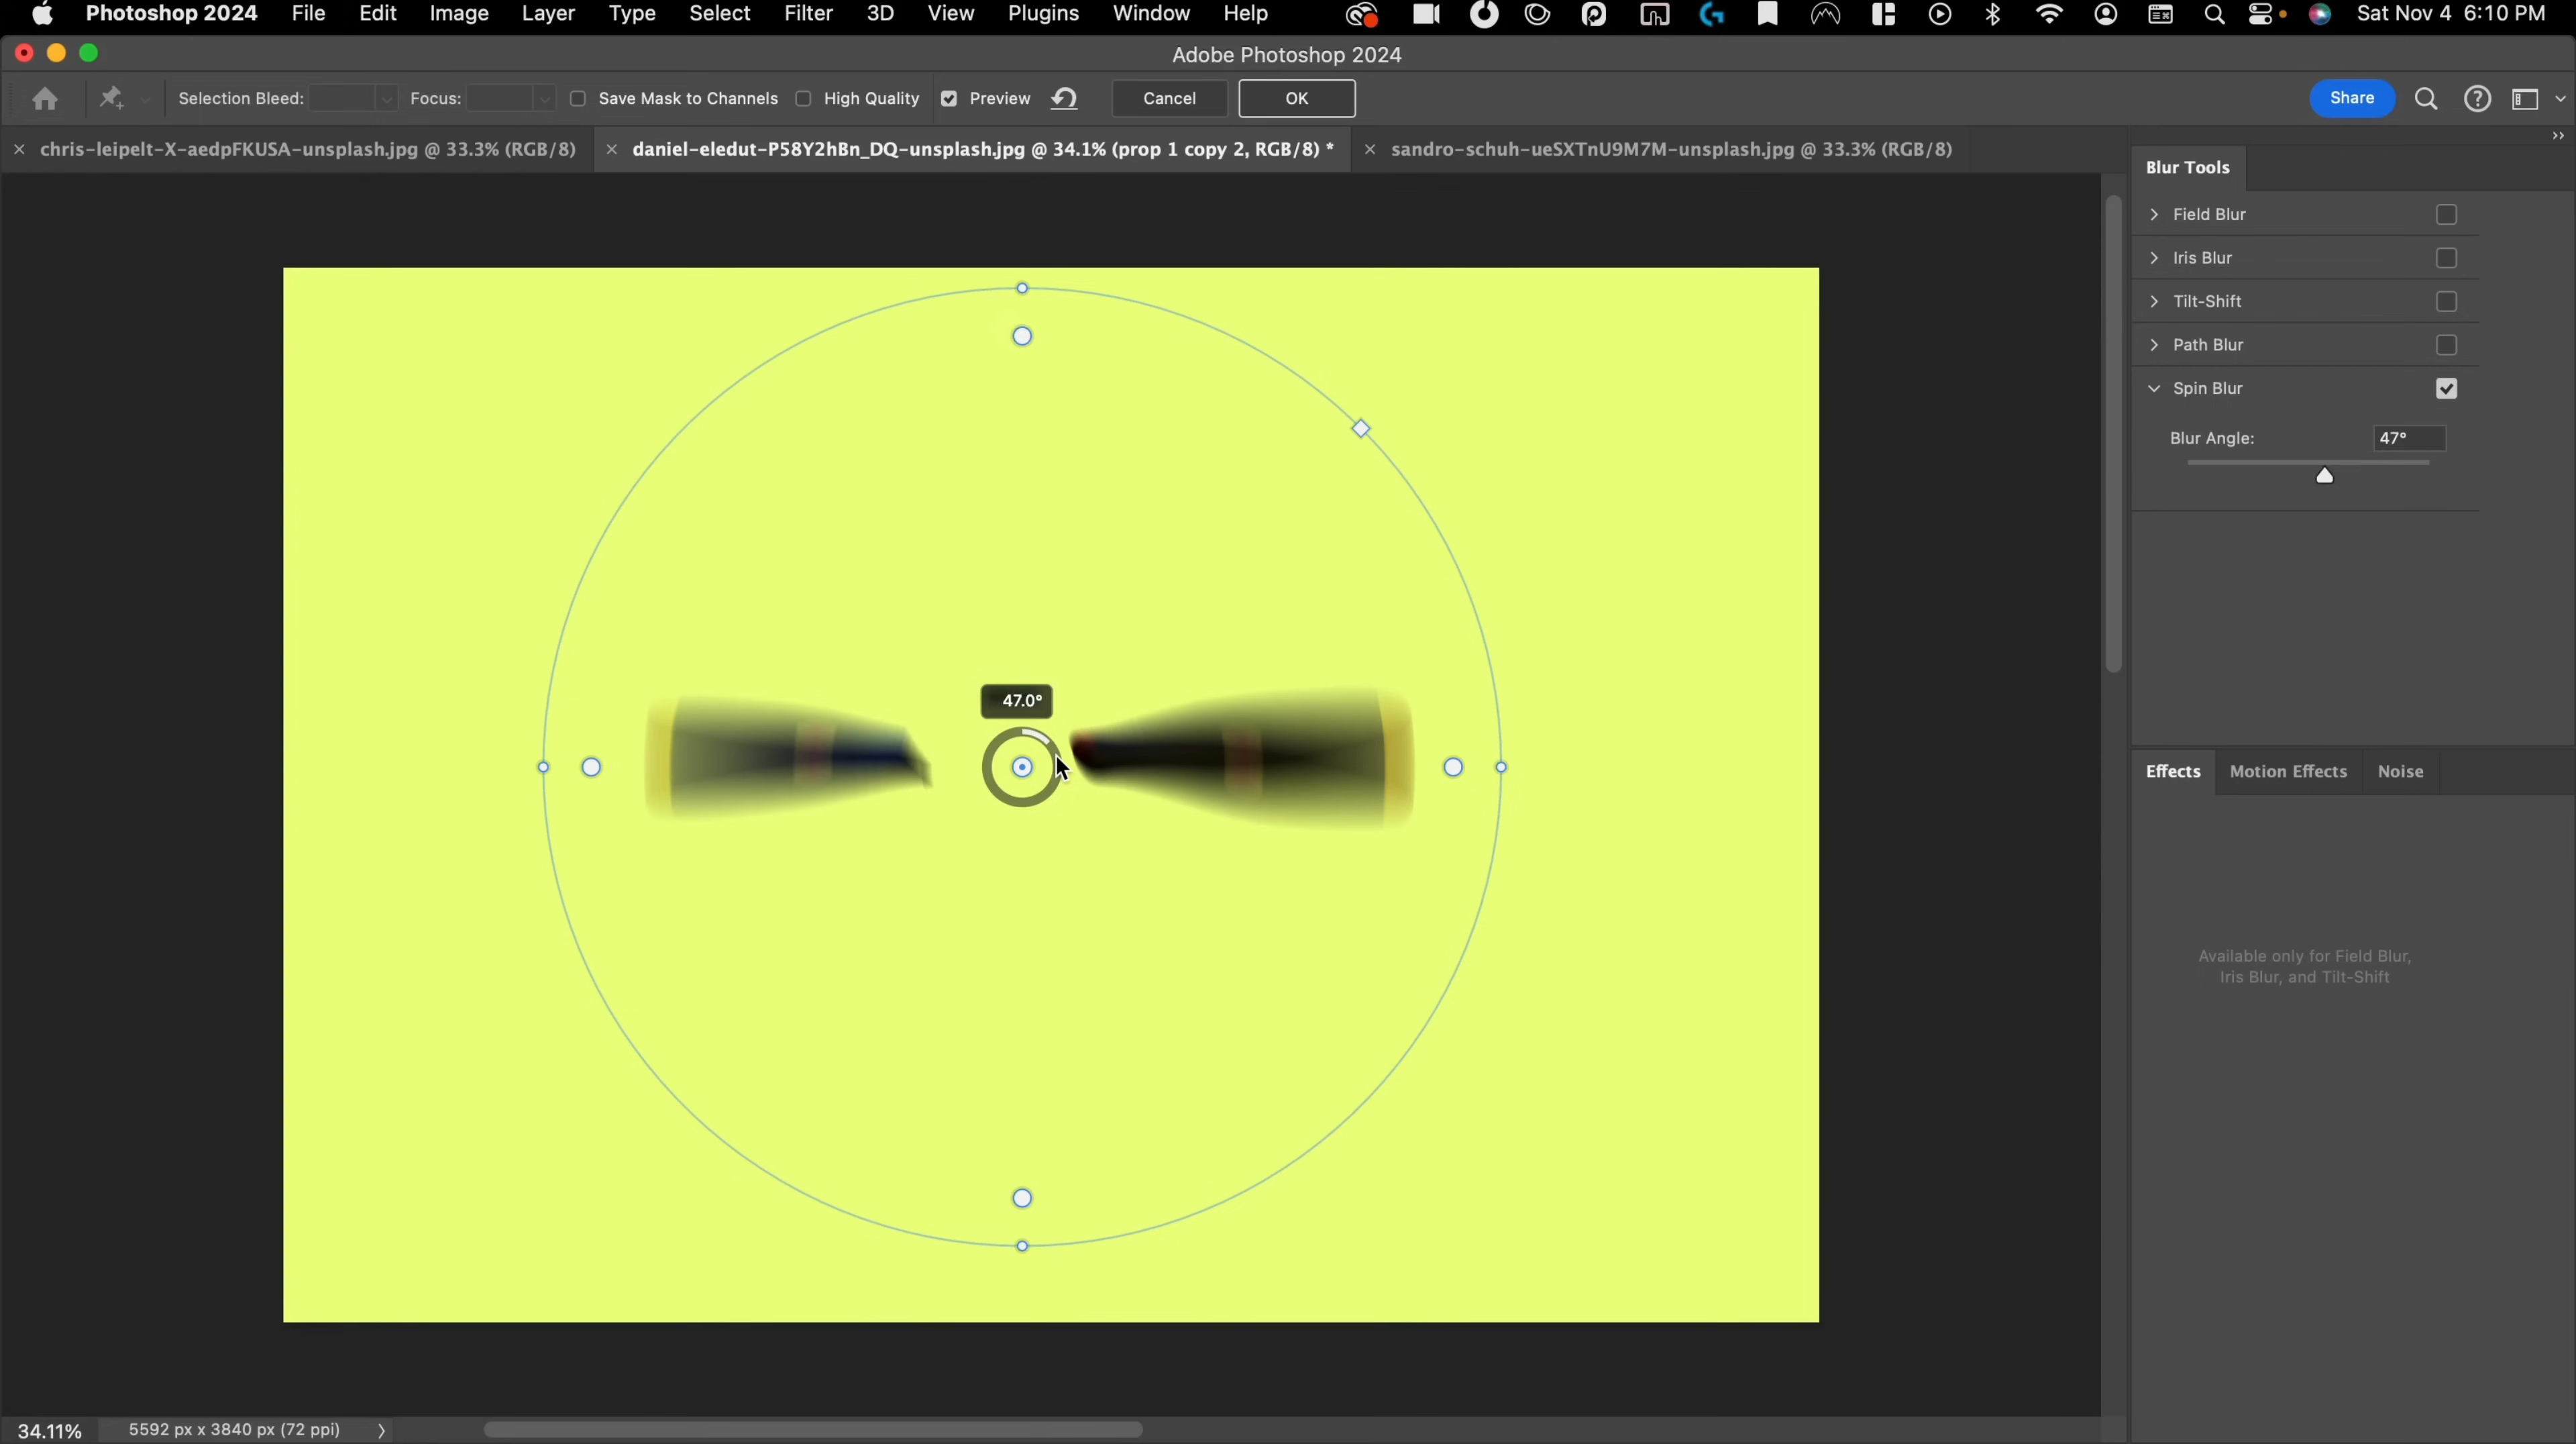 Photoshop 2024 File Edit Image Layer Type Select Filter 3D View Plugins Window Help Sat Nov 4 6:10 PM
Adobe Photoshop 2024
Selection Bleed: Focus: Save Mask to Channels High Quality Preview Cancel OK Share
chris-leipelt-X-aedpFKUSA-unsplash.jpg @ 33.3% (RGB/8) daniel-eledut-P58Y2hBn_DQ-unsplash.jpg @ 34.1% (prop 1 copy 2, RGB/8) * sandro-schuh-ueSXTnU9M7M-unsplash.jpg @ 33.3% (RGB/8)
Blur Tools
Field Blur
Iris Blur
Tilt-Shift
Path Blur
Spin Blur
Blur Angle: 47°
47.0°
Effects Motion Effects Noise
Available only for Field Blur,
Iris Blur, and Tilt-Shift
34.11% 5592 px x 3840 px (72 ppi)